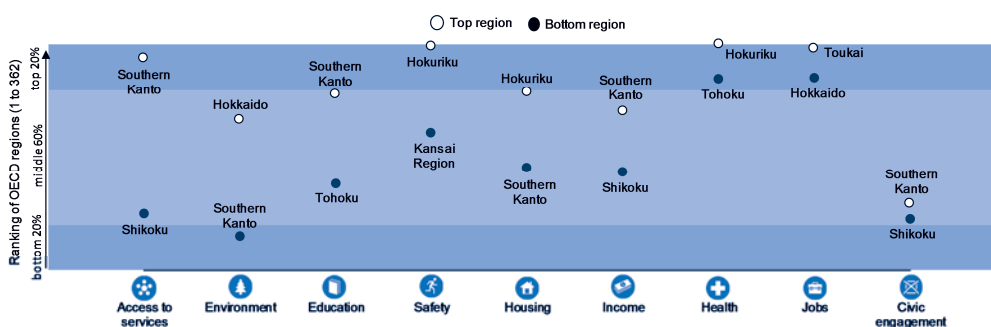 Top region
Bottom region
Ranking of OECD regions (1 to 362)
top 20%
middle 60%
bottom 20%
Southern
Kanto
Shikoku
Hokkaido
Southern
Kanto
Southern
Kanto
Tohoku
Hokuriku
Kansai
Region
Hokuriku
Southern
Kanto
Southern
Kanto
Shikoku
Hokuriku
Tohoku
Toukai
Hokkaido
Southern
Kanto
Shikoku
Access to
services
Environment
Education
Safety
Housing
Income
Health
Jobs
Civic
engagement